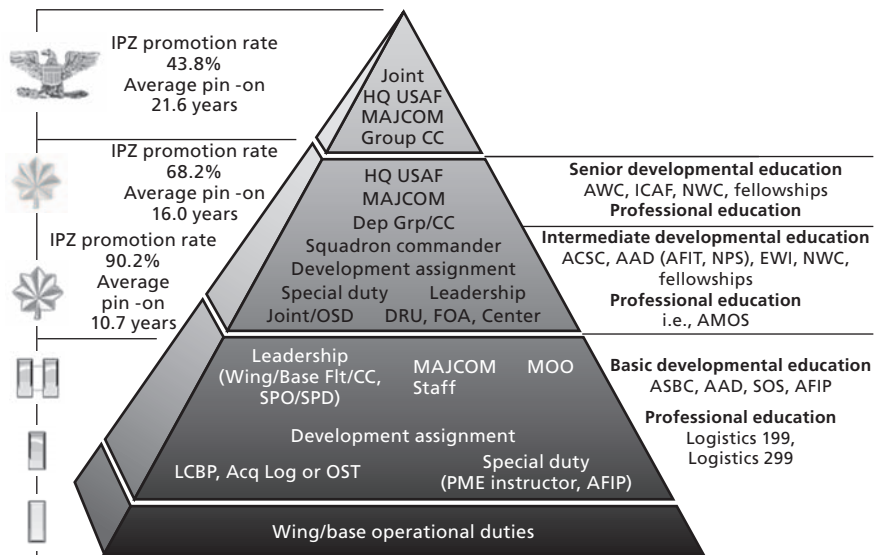 IPZ promotion rate
43.8%
Average pin -on
21.6 years
IPZ promotion rate
68.2%
Average pin -on
16.0 years
IPZ promotion rate
90.2%
Average
pin -on
10.7 years
Joint
HQ USAF
MAJCOM
Group CC
HQ USAF
MAJCOM
Dep Grp/CC
Squadron commander
Development assignment
Special duty Leadership
Joint/OSD DRU, FOA, Center
Leadership
(Wing/Base Flt/CC,
SPO/SPD)
MAJCOM
Staff
MOO
Development assignment
LCBP, Acq Log or OST
Special duty
(PME instructor, AFIP)
Wing/base operational duties
Senior developmental education
AWC, ICAF, NWC, fellowships
Professional education
Intermediate developmental education
ACSC, AAD (AFIT, NPS), EWI, NWC,
fellowships
Professional education
i.e., AMOS
Basic developmental education
ASBC, AAD, SOS, AFIP
Professional education
Logistics 199,
Logistics 299